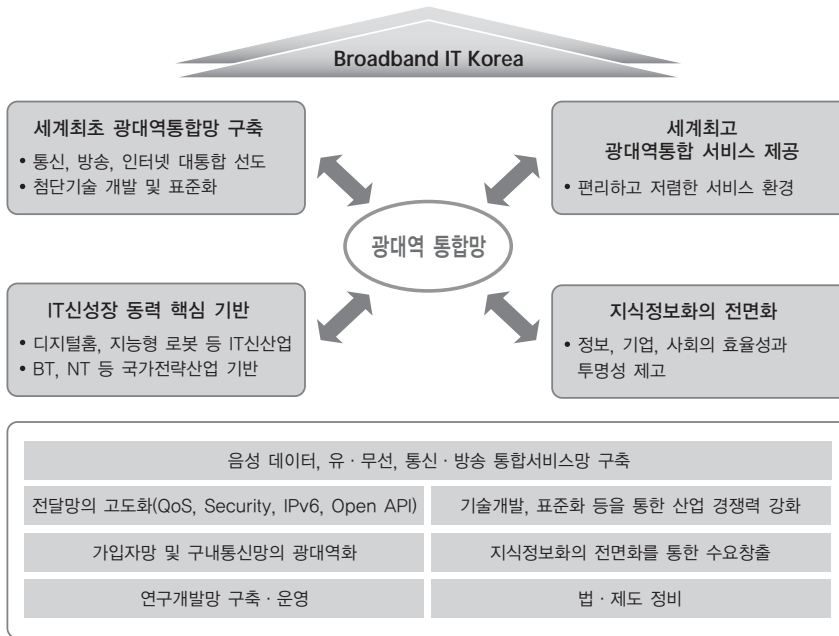 Broadband IT Korea
세계최초 광대역통합망 구축
• 통신, 방송, 인터넷 대통합 선도
• 첨단기술 개발 및 표준화
세계최고
광대역통합 서비스 제공
• 편리하고 저렴한 서비스 환경
광대역 통합망
IT신성장 동력 핵심 기반
• 디지털홈, 지능형 로봇 등 IT신산업
• BT, NT 등 국가전략산업 기반
지식정보화의 전면화
• 정보, 기업, 사회의 효율성과
투명성 제고
음성 데이터, 유 · 무선, 통신 · 방송 통합서비스망 구축
전달망의 고도화(QoS, Security, IPv6, Open API)
기술개발, 표준화 등을 통한 산업 경쟁력 강화
가입자망 및 구내통신망의 광대역화
지식정보화의 전면화를 통한 수요창출
연구개발망 구축 · 운영
법 · 제도 정비